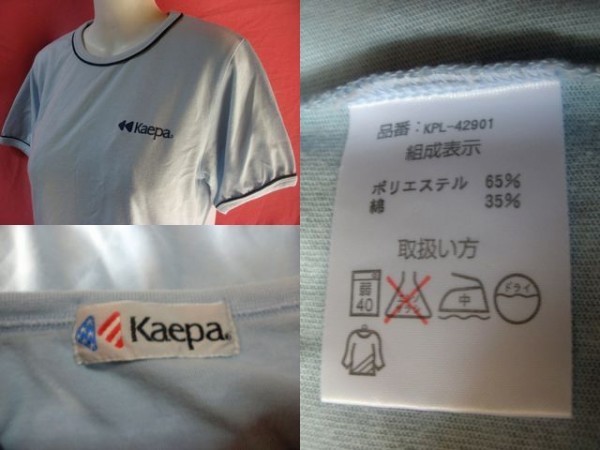 Kaepa®
Kaepa®
品番:KPL-42901
組成表示
ポリエステル 65%
綿 35%
取扱い方
弱
40
中
ドライ